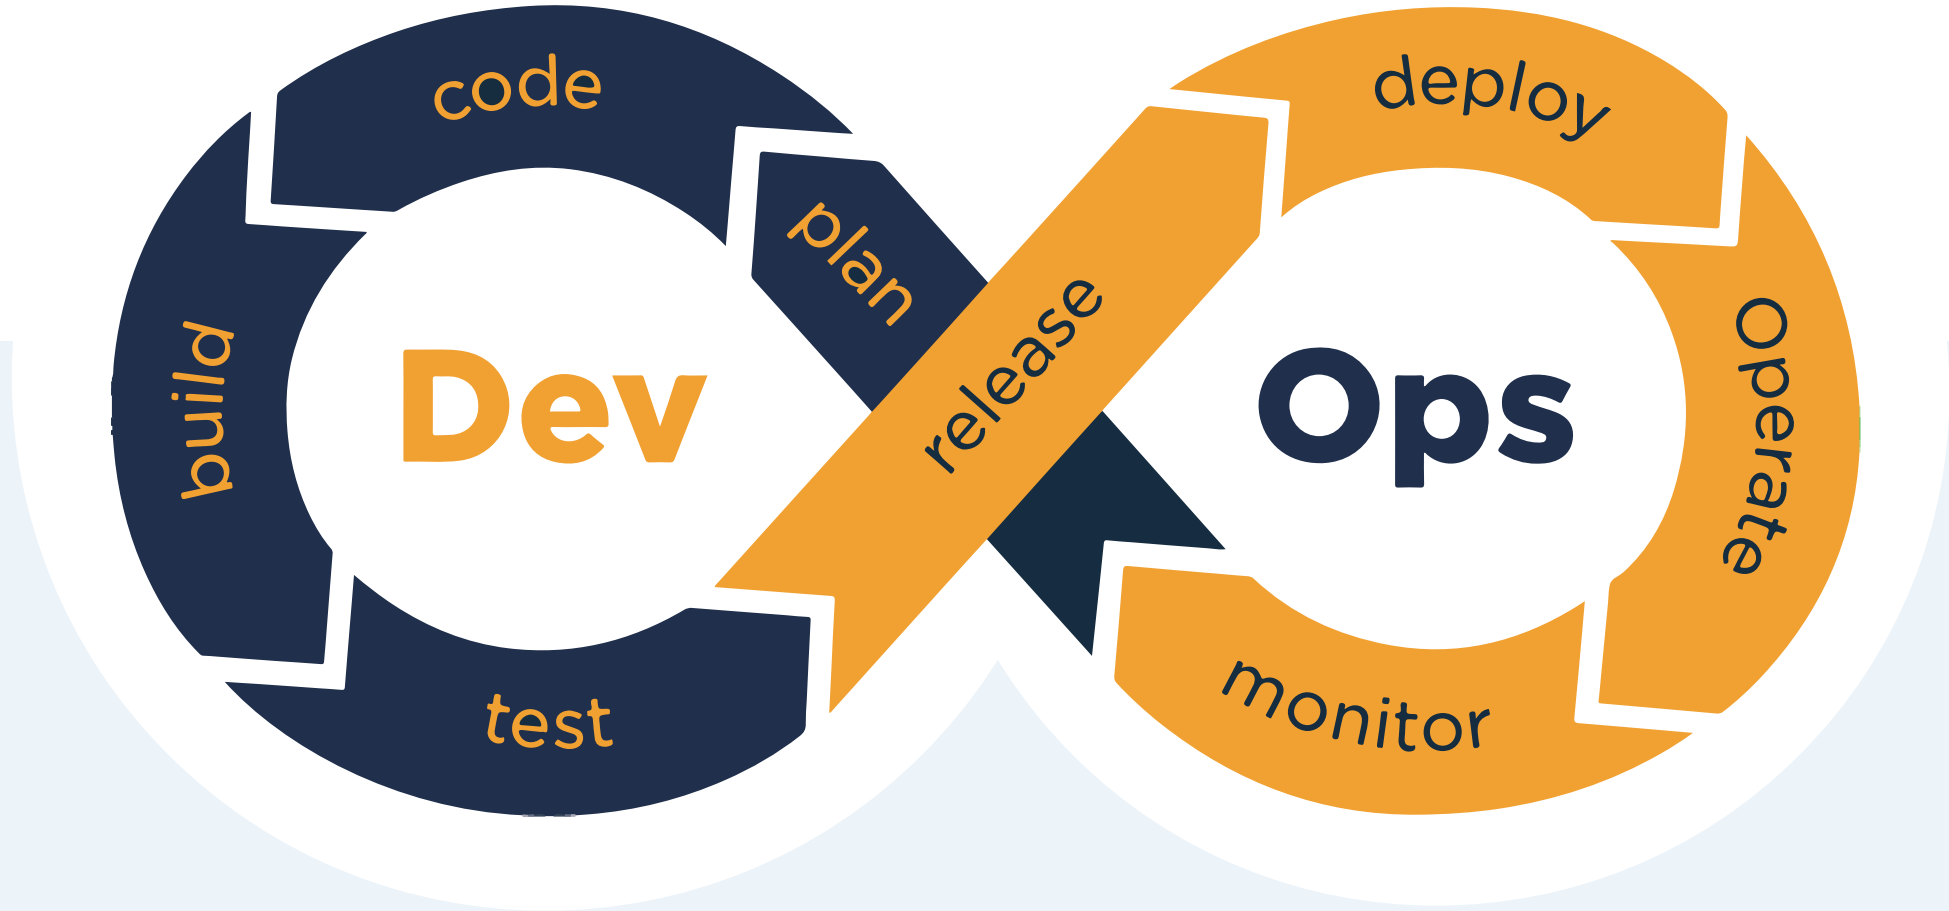 code
plan
build
Dev
test
release
deploy
Ops
Operate
monitor